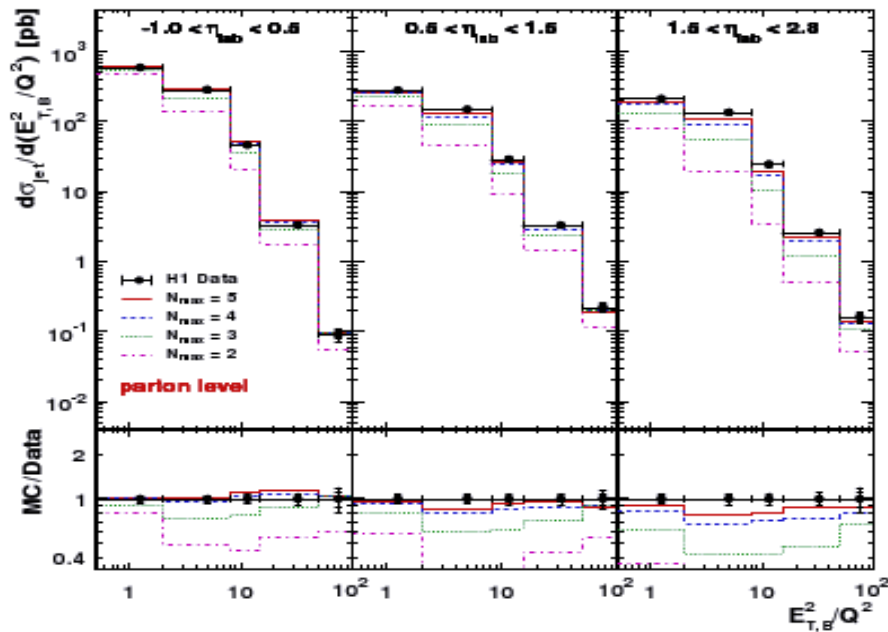 -1.0 < η_lab < 0.5
0.5 < η_lab < 1.5
1.5 < η_lab < 2.8
dσ_jet/d(E²_T,B/Q²) [pb]
10³
10²
10
1
10⁻¹
10⁻²
H1 Data
N_max = 5
N_max = 4
N_max = 3
N_max = 2
parton level
MC/Data
2
1
0.4
1 10 10² 1 10 10² 1 10 10²
E²_T,B/Q²